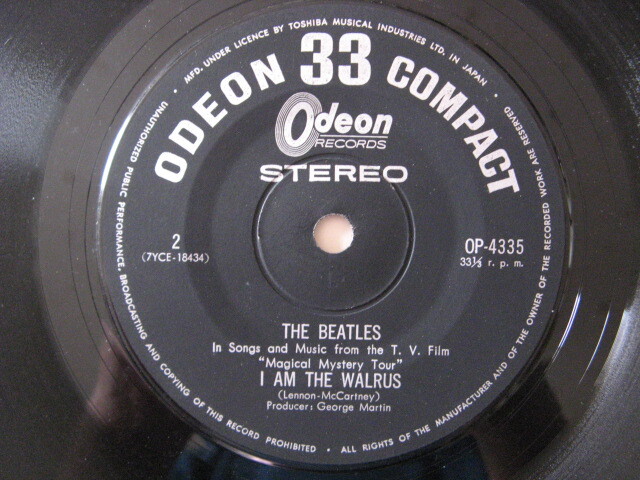 • MFD. UNDER LICENCE BY TOSHIBA MUSICAL INDUSTRIES LTD. IN JAPAN •
ODEON 33 COMPACT
Odeon
RECORDS
STEREO
2
(7YCE-18434)
OP-4335
33⅓ r. p. m.
THE BEATLES
In Songs and Music from the T. V. Film
"Magical Mystery Tour"
I AM THE WALRUS
(Lennon-McCartney)
Producer: George Martin
UNAUTHORIZED PUBLIC PERFORMANCE, BROADCASTING AND COPYING OF THIS RECORD PROHIBITED • ALL RIGHTS OF THE MANUFACTURER AND OF THE OWNER OF THE RECORDED WORK ARE RESERVED